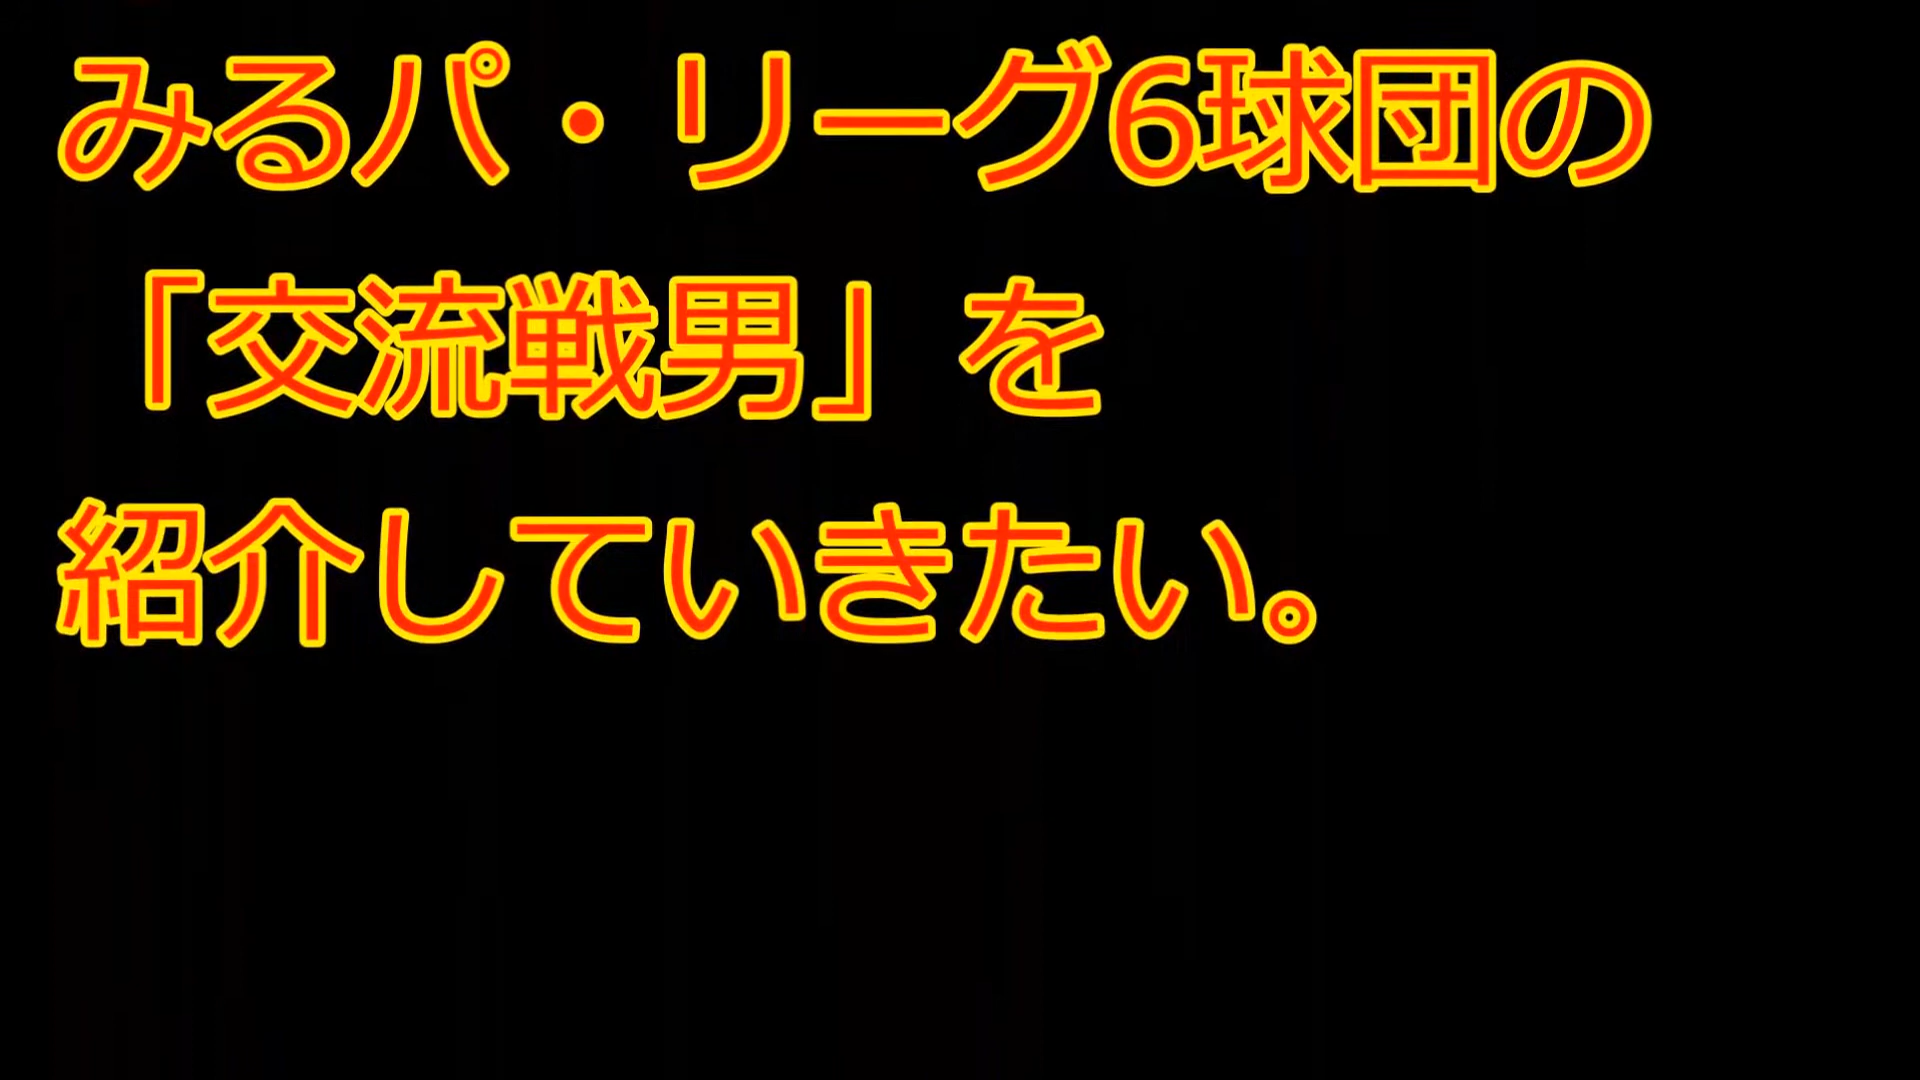 みるパ・リーグ6球団の
「交流戦男」を
紹介していきたい。